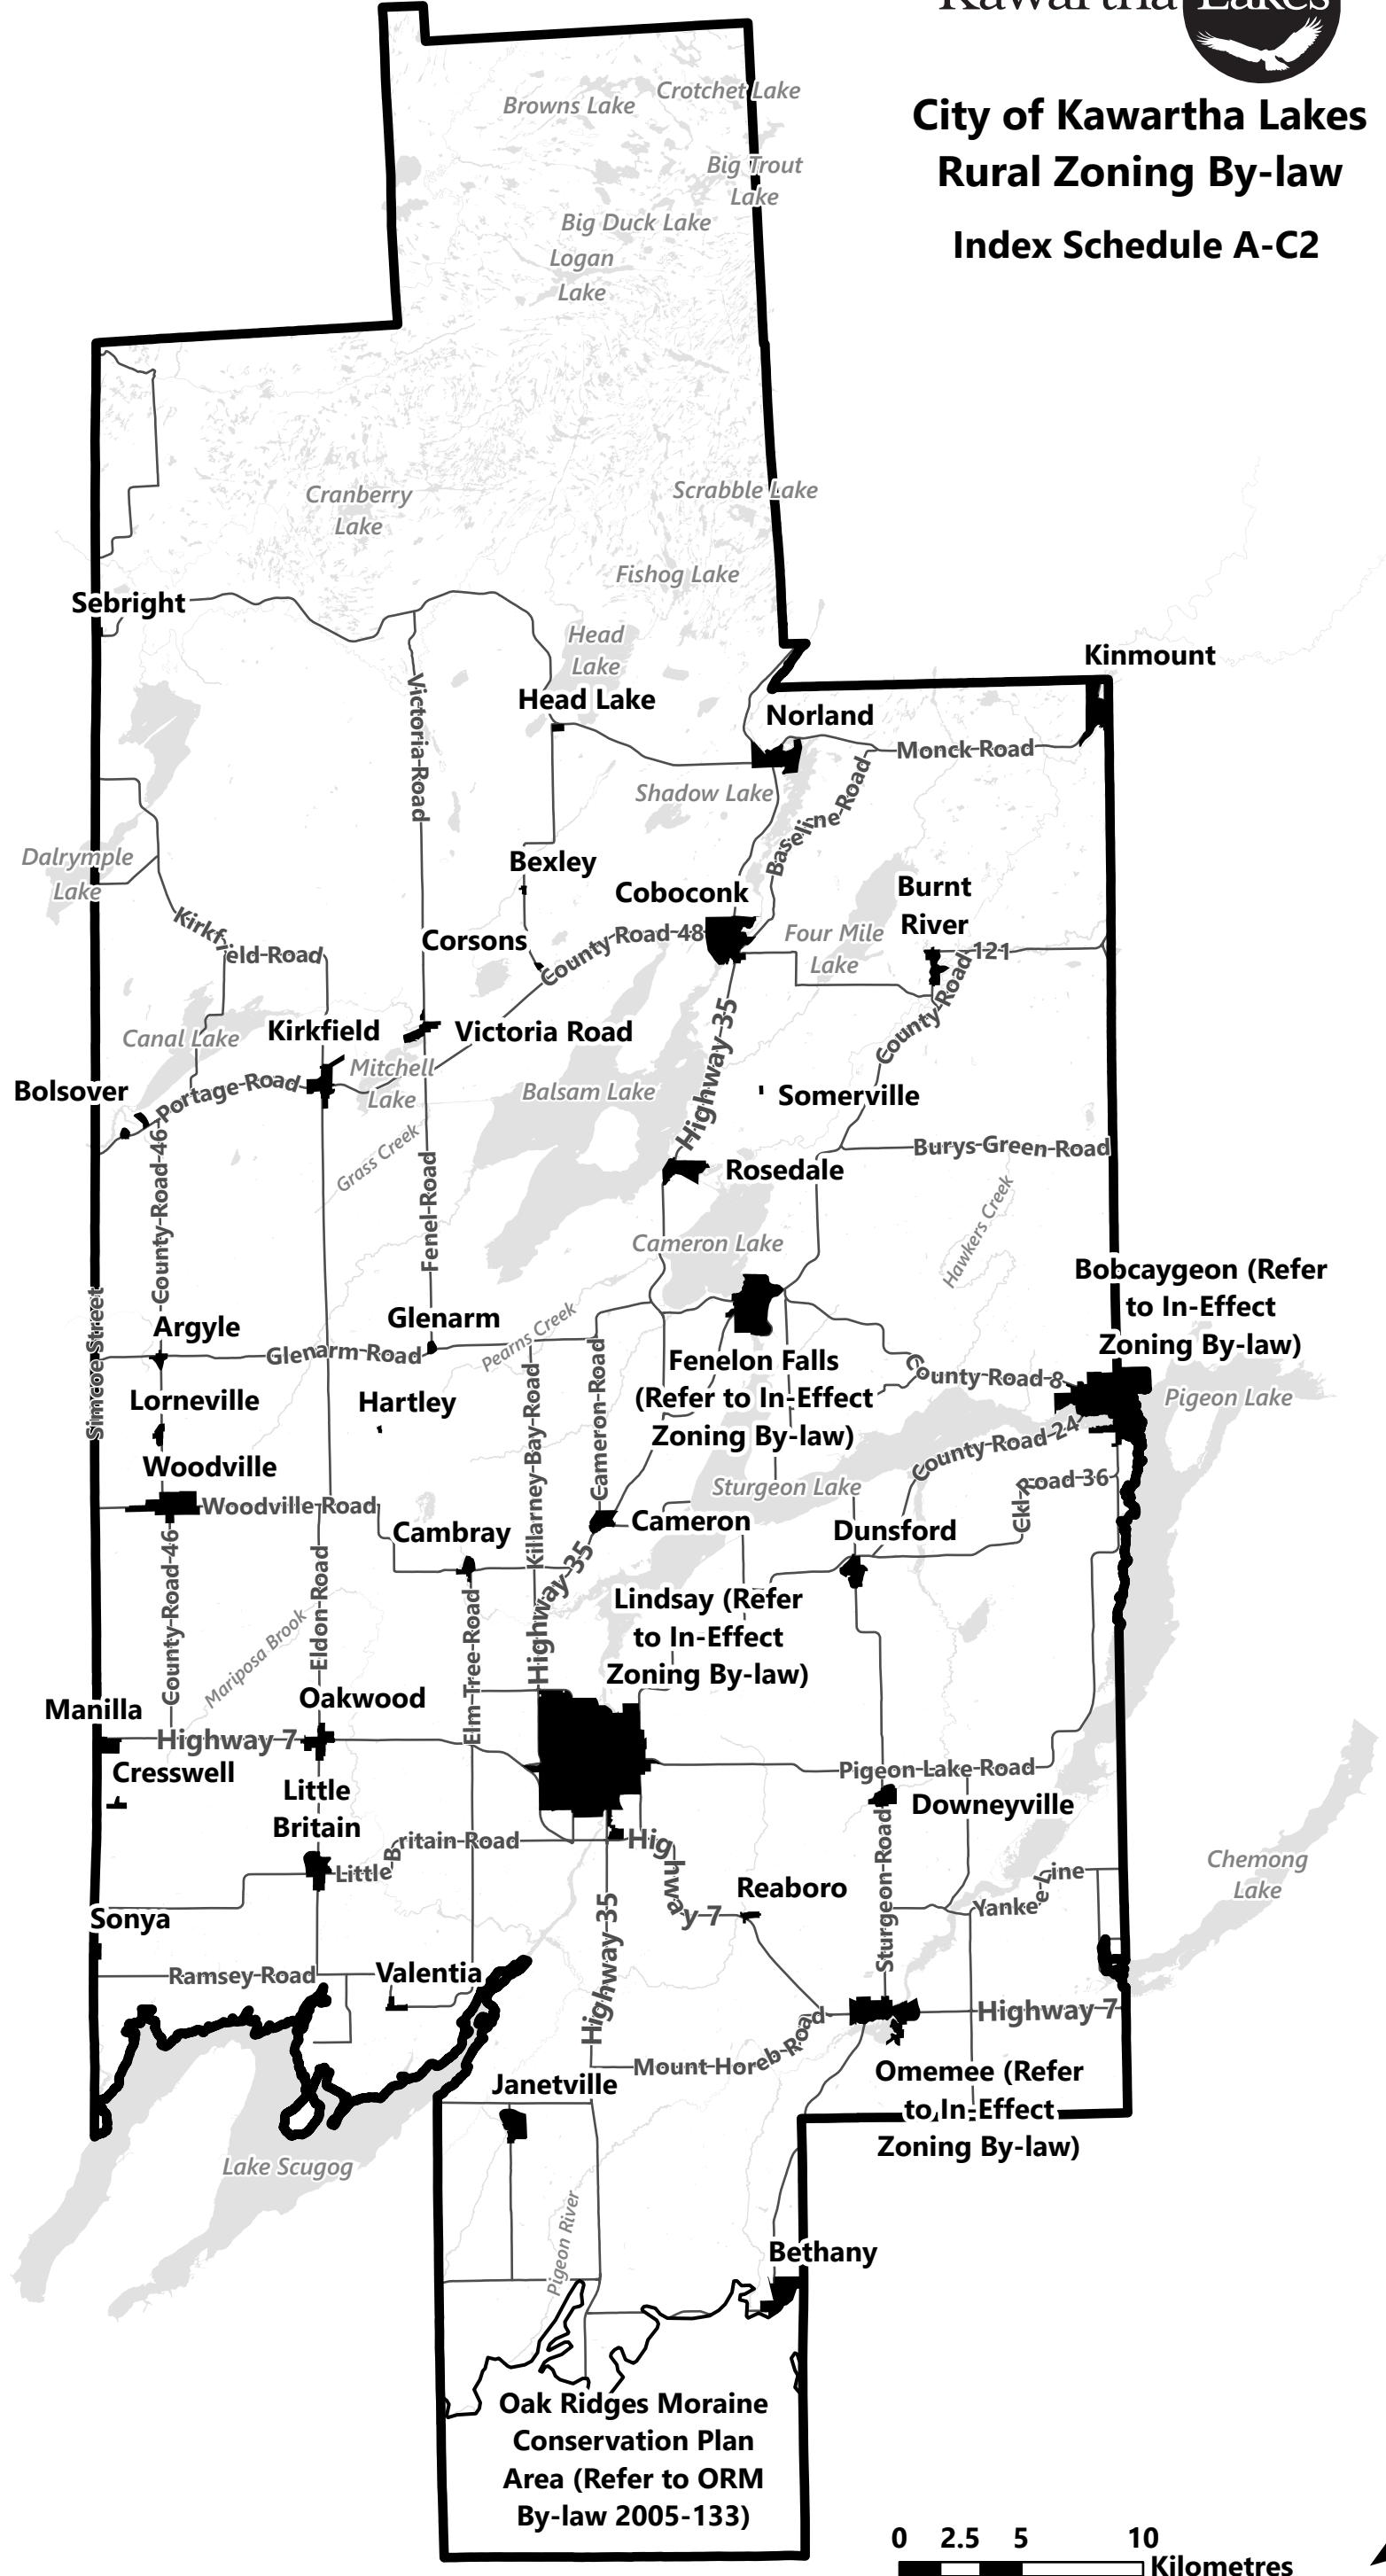 Kawartha Lakes
City of Kawartha Lakes
Rural Zoning By-law
Index Schedule A-C2
Crotchet Lake
Browns Lake
Big Trout
Lake
Big Duck Lake
Logan
Lake
Cranberry
Lake
Scrabble Lake
Fishog Lake
Sebright
Head
Lake
Kinmount
Victoria Road
Head Lake
Norland
Monck Road
Shadow Lake
Baseline Road
Dalrymple
Lake
Bexley
Coboconk
Burnt
River
Kirkfield Road
Corsons
County Road 48
Four Mile
Lake
County Road 121
Canal Lake
Kirkfield
Victoria Road
Highway 35
Mitchell
Lake
Bolsover
Portage Road
Balsam Lake
Somerville
Grass Creek
Burys Green Road
County Road 46
Fenel Road
Rosedale
Hawkers Creek
Cameron Lake
Bobcaygeon (Refer
to In-Effect
Zoning By-law)
Simcoe Street
Argyle
Glenarm
Pearns Creek
Glenarm Road
Fenelon Falls
(Refer to In-Effect
Zoning By-law)
County Road 8
Pigeon Lake
Lorneville
Hartley
Killarney Bay Road
Cameron Road
County Road 24
Woodville
Woodville Road
Sturgeon Lake
Ckl Road 36
Cambray
Cameron
Dunsford
Highway 35
Lindsay (Refer
to In-Effect
Zoning By-law)
County Road 46
Eldon Road
Elm Tree Road
Mariposa Brook
Manilla
Oakwood
Highway 7
Cresswell
Pigeon Lake Road
Little
Britain
Downeyville
Little Britain Road
Highway 7
Sturgeon Road
Chemong
Lake
Reaboro
Yankee Line
Sonya
Highway 35
Ramsey Road
Valentia
Highway 7
Mount Horeb Road
Omemee (Refer
to In-Effect
Zoning By-law)
Janetville
Lake Scugog
Pigeon River
Bethany
Oak Ridges Moraine
Conservation Plan
Area (Refer to ORM
By-law 2005-133)
0 2.5 5 10
Kilometres